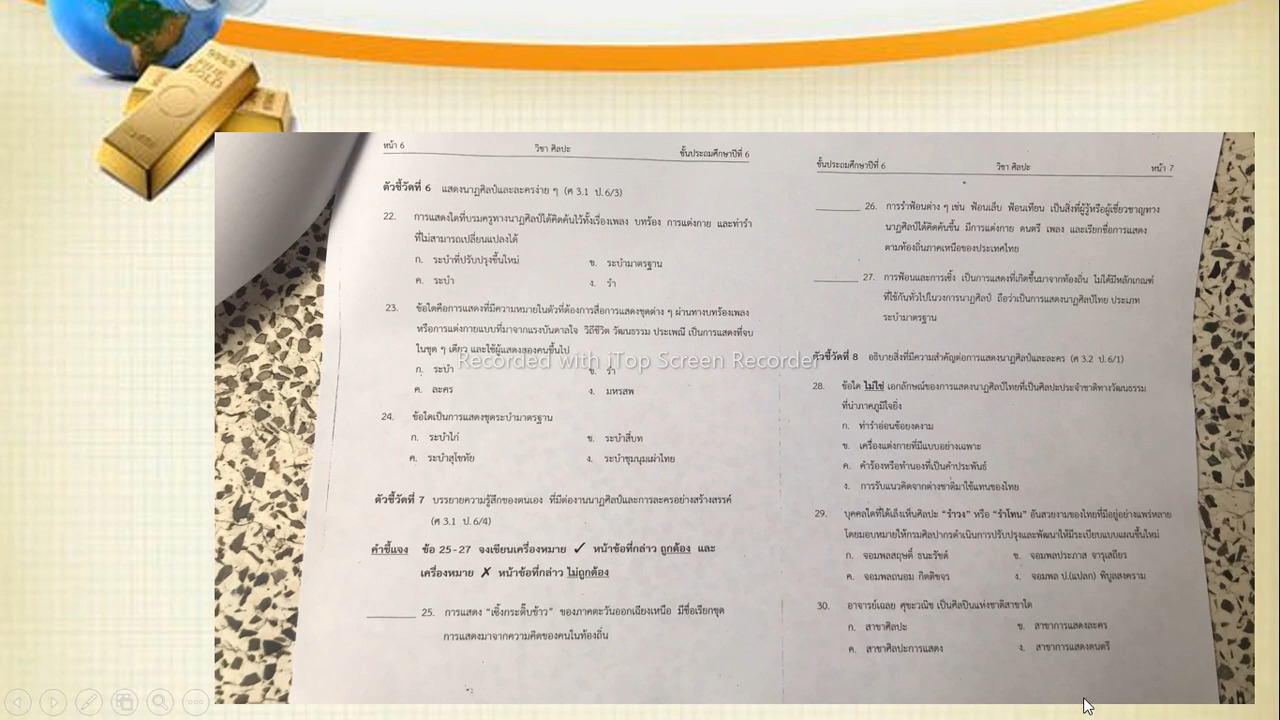 หน้า 6 วิชา ศิลปะ ชั้นประถมศึกษาปีที่ 6
ตัวชี้วัดที่ 6 แสดงนาฏศิลป์และละครง่าย ๆ (ศ 3.1 ป.6/3)
22. การแสดงใดที่บรมครูทางนาฏศิลป์ได้คิดค้นไว้ทั้งเรื่องเพลง บทร้อง การแต่งกาย และท่ารำ
ที่ไม่สามารถเปลี่ยนแปลงได้
ก. ระบำที่ปรับปรุงขึ้นใหม่ ข. ระบำมาตรฐาน
ค. ระบำ ง. รำ
23. ข้อใดคือการแสดงที่มีความหมายในตัวที่ต้องการสื่อการแสดงชุดต่าง ๆ ผ่านทางบทร้องเพลง
หรือการแต่งกายแบบที่มาจากแรงบันดาลใจ วิถีชีวิต วัฒนธรรม ประเพณี เป็นการแสดงที่จบ
ในชุด ๆ เดียว และใช้ผู้แสดงสองคนขึ้นไป
ก. ระบำ ข. รำ
ค. ละคร ง. มหรสพ
24. ข้อใดเป็นการแสดงชุดระบำมาตรฐาน
ก. ระบำไก่ ข. ระบำสี่บท
ค. ระบำสุโขทัย ง. ระบำชุมนุมเผ่าไทย
ตัวชี้วัดที่ 7 บรรยายความรู้สึกของตนเอง ที่มีต่องานนาฏศิลป์และการละครอย่างสร้างสรรค์
(ศ 3.1 ป.6/4)
คำชี้แจง ข้อ 25 - 27 จงเขียนเครื่องหมาย ✓ หน้าข้อที่กล่าว ถูกต้อง และ
เครื่องหมาย ✗ หน้าข้อที่กล่าว ไม่ถูกต้อง
25. การแสดง “เซิ้งกระติ๊บข้าว” ของภาคตะวันออกเฉียงเหนือ มีชื่อเรียกชุด
การแสดงมาจากความคิดของคนในท้องถิ่น
ชั้นประถมศึกษาปีที่ 6 วิชา ศิลปะ หน้า 7
26. การรำฟ้อนต่าง ๆ เช่น ฟ้อนเล็บ ฟ้อนเทียน เป็นสิ่งที่ผู้รู้หรือผู้เชี่ยวชาญทาง
นาฏศิลป์ได้คิดค้นขึ้น มีการแต่งกาย ดนตรี เพลง และเรียกชื่อการแสดง
ตามท้องถิ่นภาคเหนือของประเทศไทย
27. การฟ้อนและการเซิ้ง เป็นการแสดงที่เกิดขึ้นมาจากท้องถิ่น ไม่ได้มีหลักเกณฑ์
ที่ใช้กันทั่วไปในวงการนาฏศิลป์ ถือว่าเป็นการแสดงนาฏศิลป์ไทย ประเภท
ระบำมาตรฐาน
ตัวชี้วัดที่ 8 อธิบายสิ่งที่มีความสำคัญต่อการแสดงนาฏศิลป์และละคร (ศ 3.2 ป.6/1)
28. ข้อใด ไม่ใช่ เอกลักษณ์ของการแสดงนาฏศิลป์ไทยที่เป็นศิลปะประจำชาติทางวัฒนธรรม
ที่น่าภาคภูมิใจยิ่ง
ก. ท่ารำอ่อนช้อยงดงาม
ข. เครื่องแต่งกายที่มีแบบอย่างเฉพาะ
ค. คำร้องหรือทำนองที่เป็นคำประพันธ์
ง. การรับแนวคิดจากต่างชาติมาใช้แทนของไทย
29. บุคคลใดที่ได้เล็งเห็นศิลปะ “รำวง” หรือ “รำโทน” อันสวยงามของไทยที่มีอยู่อย่างแพร่หลาย
โดยมอบหมายให้กรมศิลปากรดำเนินการปรับปรุงและพัฒนาให้มีระเบียบแบบแผนขึ้นใหม่
ก. จอมพลสฤษดิ์ ธนะรัชต์ ข. จอมพลประภาส จารุเสถียร
ค. จอมพลถนอม กิตติขจร ง. จอมพล ป.(แปลก) พิบูลสงคราม
30. อาจารย์เฉลย ศุขะวณิช เป็นศิลปินแห่งชาติสาขาใด
ก. สาขาศิลปะ ข. สาขาการแสดงละคร
ค. สาขาศิลปะการแสดง ง. สาขาการแสดงดนตรี
Recorded with iTop Screen Recorder